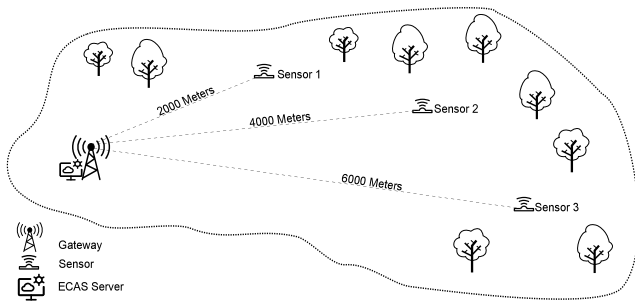 Sensor 1
2000 Meters
Sensor 2
4000 Meters
6000 Meters
Sensor 3
Gateway
Sensor
ECAS Server